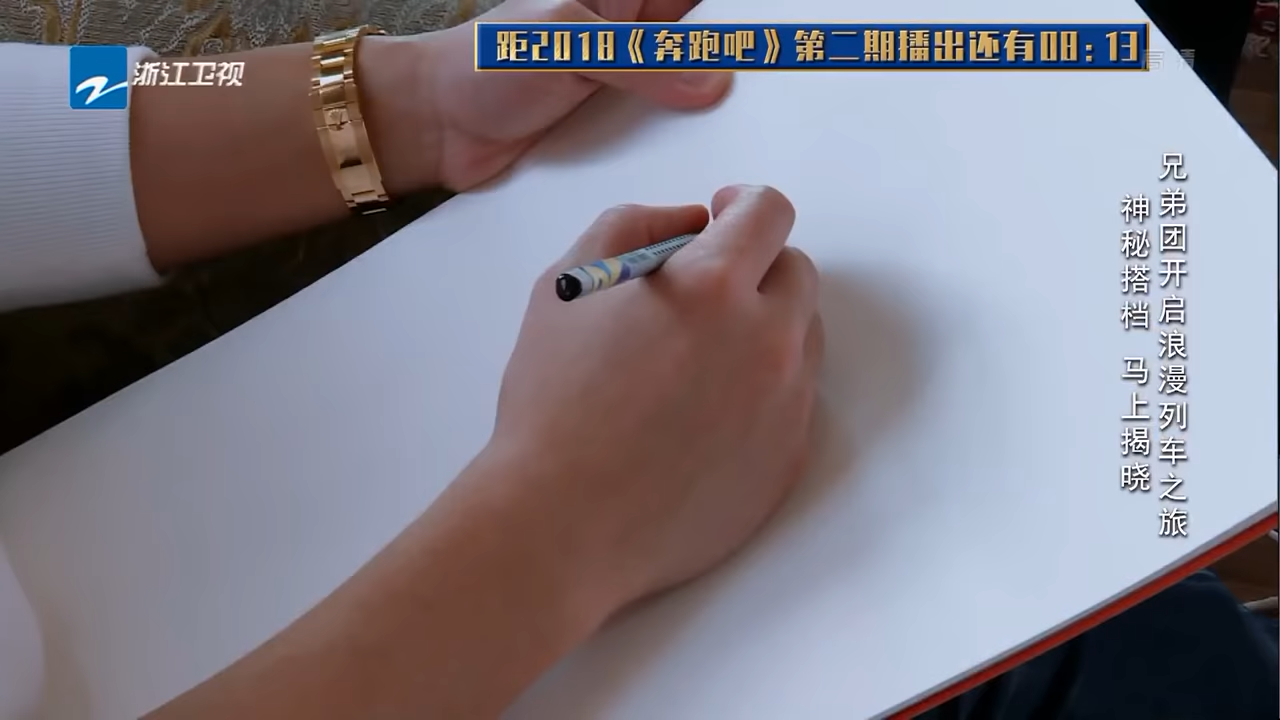 距2018《奔跑吧》第二期播出还有08:13
浙江卫视
高清
兄弟团开启浪漫列车之旅
神秘搭档 马上揭晓